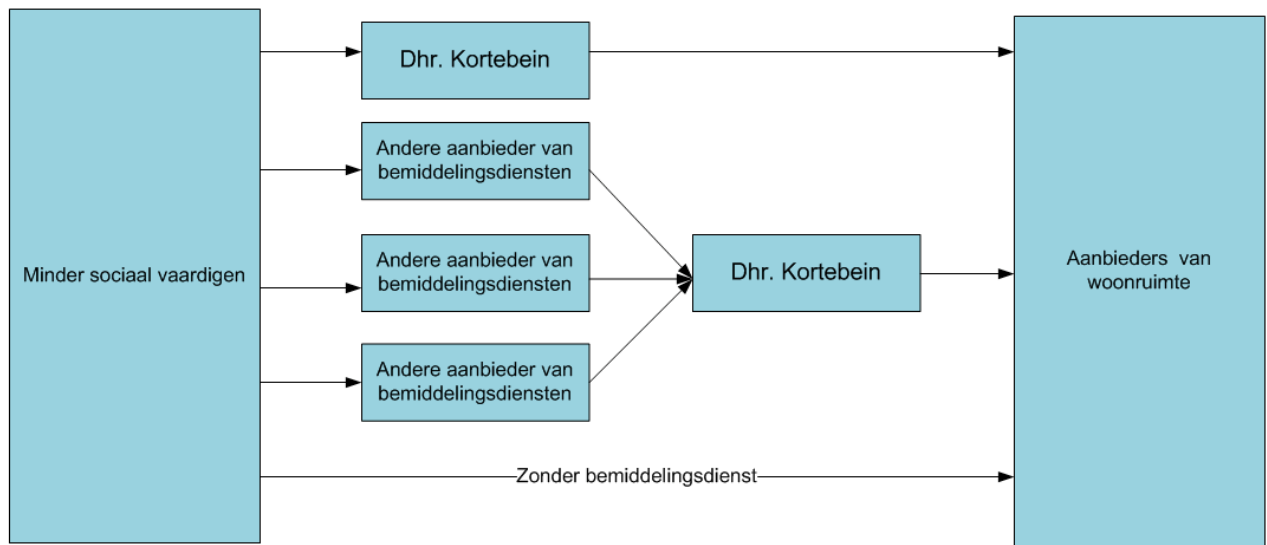 Minder sociaal vaardigen
Dhr. Kortebein
Andere aanbieder van
bemiddelingsdiensten
Andere aanbieder van
bemiddelingsdiensten
Andere aanbieder van
bemiddelingsdiensten
Dhr. Kortebein
Zonder bemiddelingsdienst
Aanbieders van
woonruimte